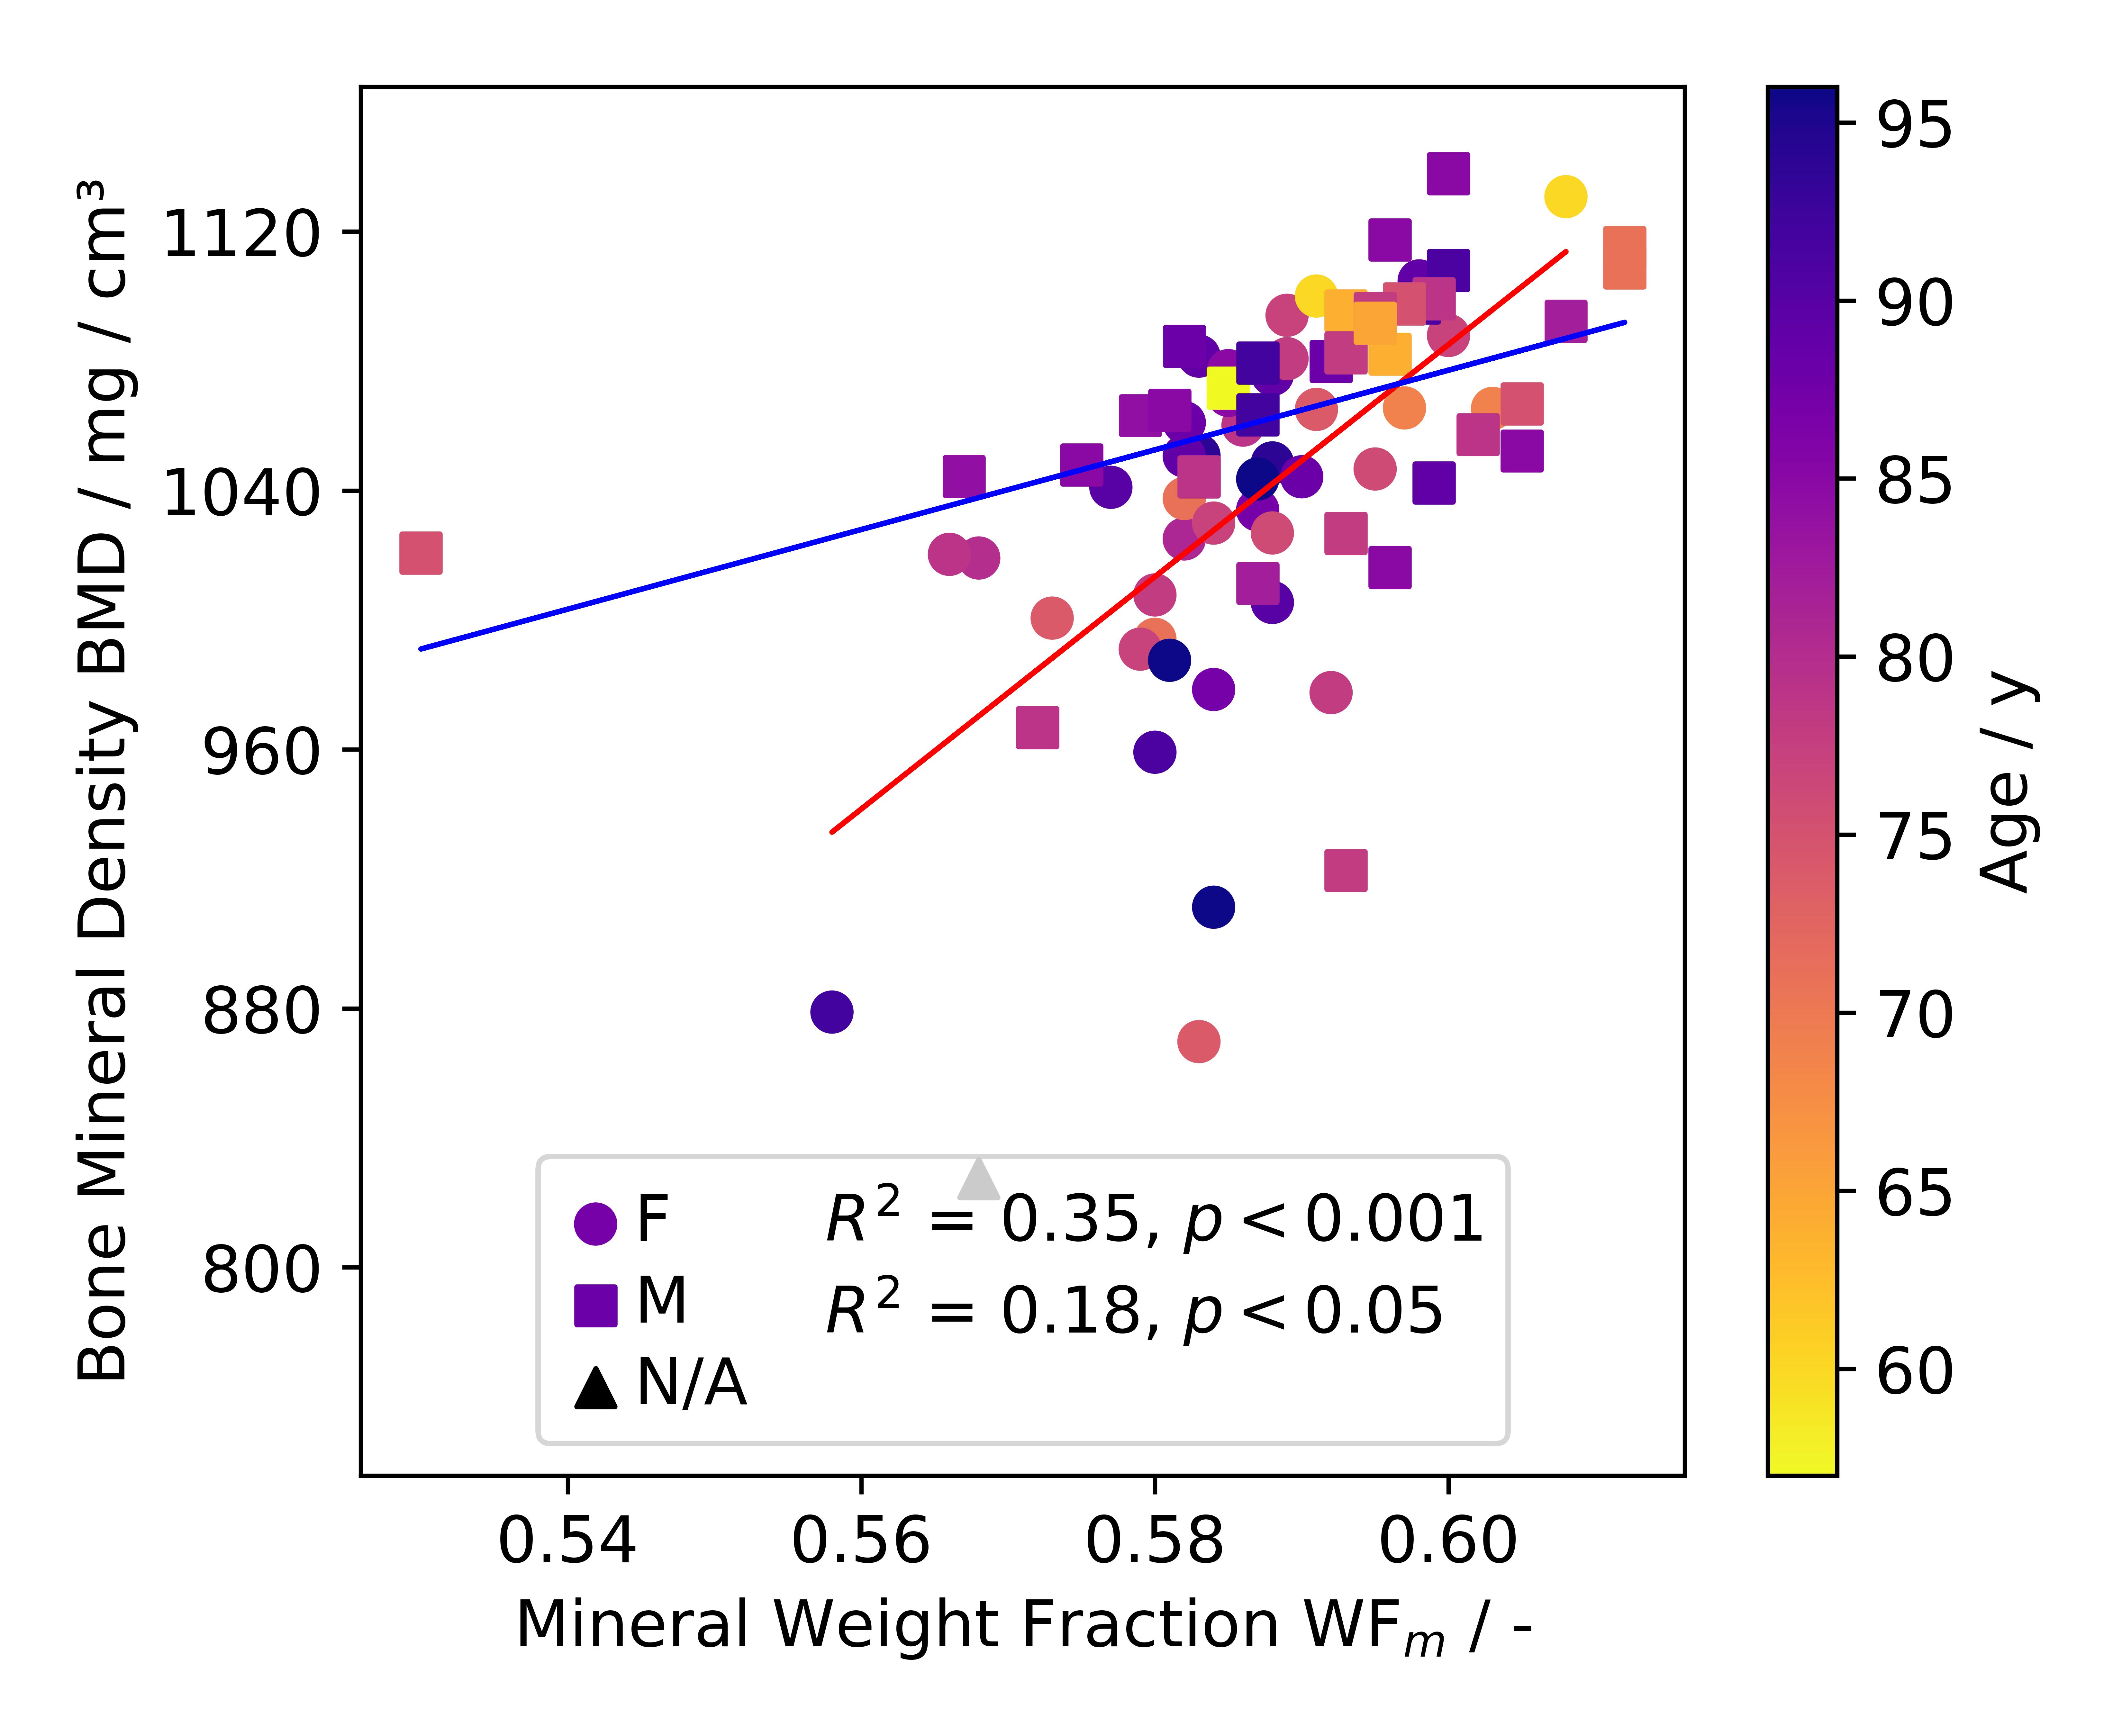 Bone Mineral Density BMD / mg / cm³
1120
1040
960
880
800
F R² = 0.35, p < 0.001
M R² = 0.18, p < 0.05
N/A
0.54 0.56 0.58 0.60
Mineral Weight Fraction WFₘ / -
95
90
85
80
75
70
65
60
Age / y